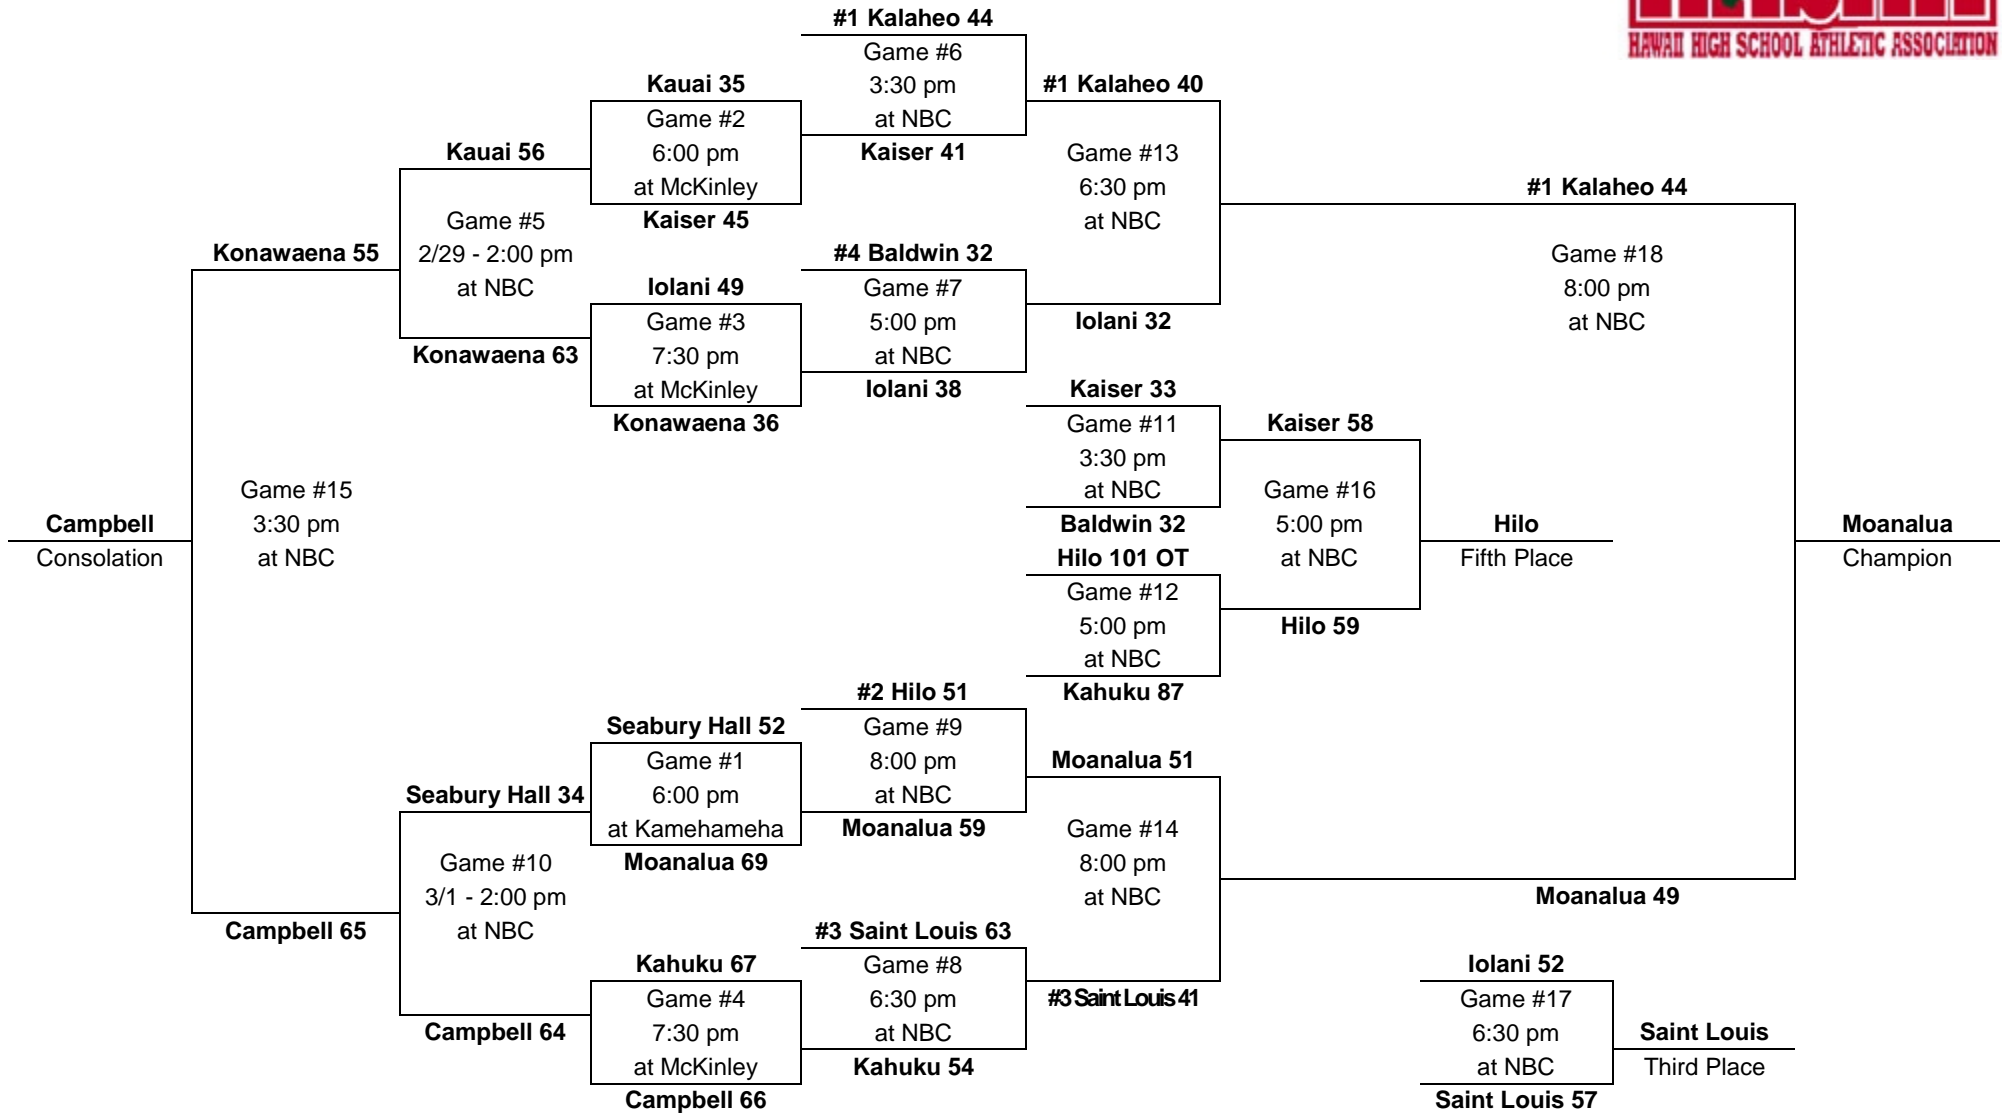 HAWAII HIGH SCHOOL ATHLETIC ASSOCIATION
#1 Kalaheo 44
Game #6
3:30 pm
at NBC
Kaiser 41
Kauai 35
Game #2
6:00 pm
at McKinley
Kaiser 45
#1 Kalaheo 40
Game #13
6:30 pm
at NBC
Iolani 32
Kauai 56
Game #5
2/29 - 2:00 pm
at NBC
Konawaena 63
#1 Kalaheo 44
Game #18
8:00 pm
at NBC
Moanalua 49
Konawaena 55
Game #15
3:30 pm
at NBC
Campbell 65
#4 Baldwin 32
Game #7
5:00 pm
at NBC
Iolani 38
Iolani 49
Game #3
7:30 pm
at McKinley
Konawaena 36
Kaiser 33
Game #11
3:30 pm
at NBC
Baldwin 32
Kaiser 58
Game #16
5:00 pm
at NBC
Hilo 59
Campbell
Consolation
Hilo
Fifth Place
Moanalua
Champion
Hilo 101 OT
Game #12
5:00 pm
at NBC
Kahuku 87
#2 Hilo 51
Game #9
8:00 pm
at NBC
Moanalua 59
Seabury Hall 52
Game #1
6:00 pm
at Kamehameha
Moanalua 69
Moanalua 51
Game #14
8:00 pm
at NBC
#3 Saint Louis 41
Seabury Hall 34
Game #10
3/1 - 2:00 pm
at NBC
Campbell 64
#3 Saint Louis 63
Game #8
6:30 pm
at NBC
Kahuku 54
Kahuku 67
Game #4
7:30 pm
at McKinley
Campbell 66
Iolani 52
Game #17
6:30 pm
at NBC
Saint Louis 57
Saint Louis
Third Place